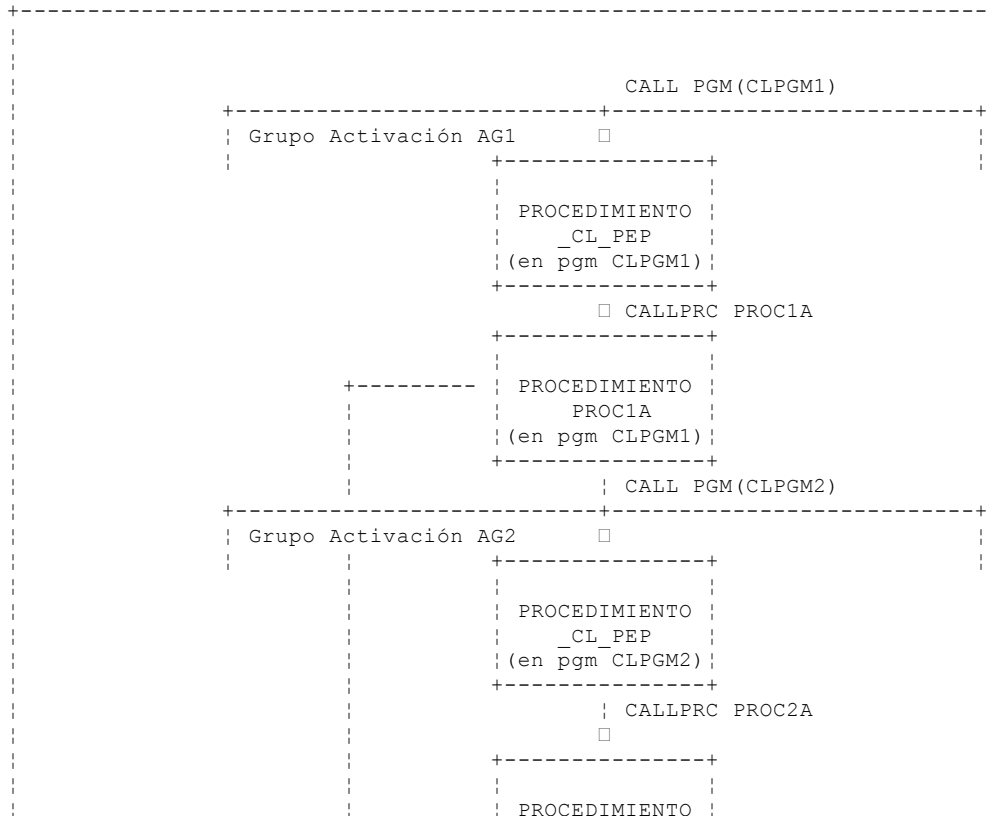 CALL PGM(CLPGM1)
Grupo Activación AG1
PROCEDIMIENTO
_CL_PEP
(en pgm CLPGM1)
CALLPRC PROC1A
PROCEDIMIENTO
PROC1A
(en pgm CLPGM1)
CALL PGM(CLPGM2)
Grupo Activación AG2
PROCEDIMIENTO
_CL_PEP
(en pgm CLPGM2)
CALLPRC PROC2A
PROCEDIMIENTO